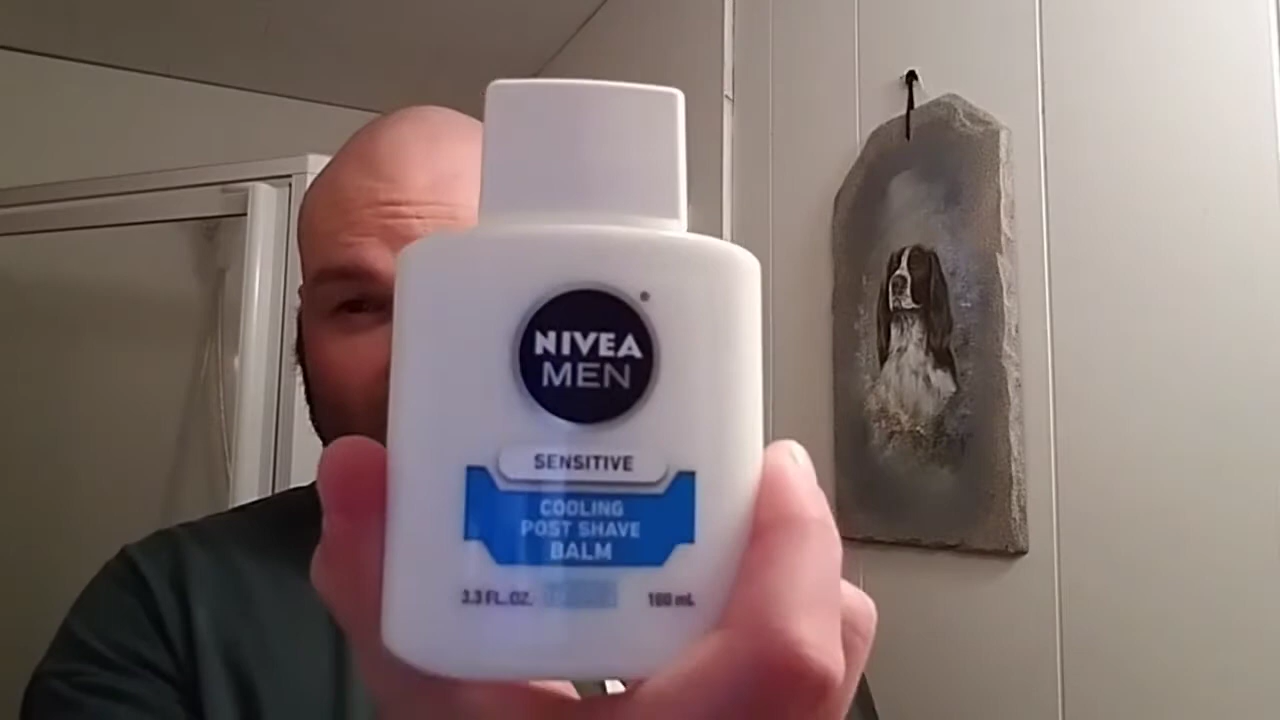 NIVEA
MEN
SENSITIVE
COOLING
POST SHAVE
BALM
3.3 FL. OZ. 100 mL